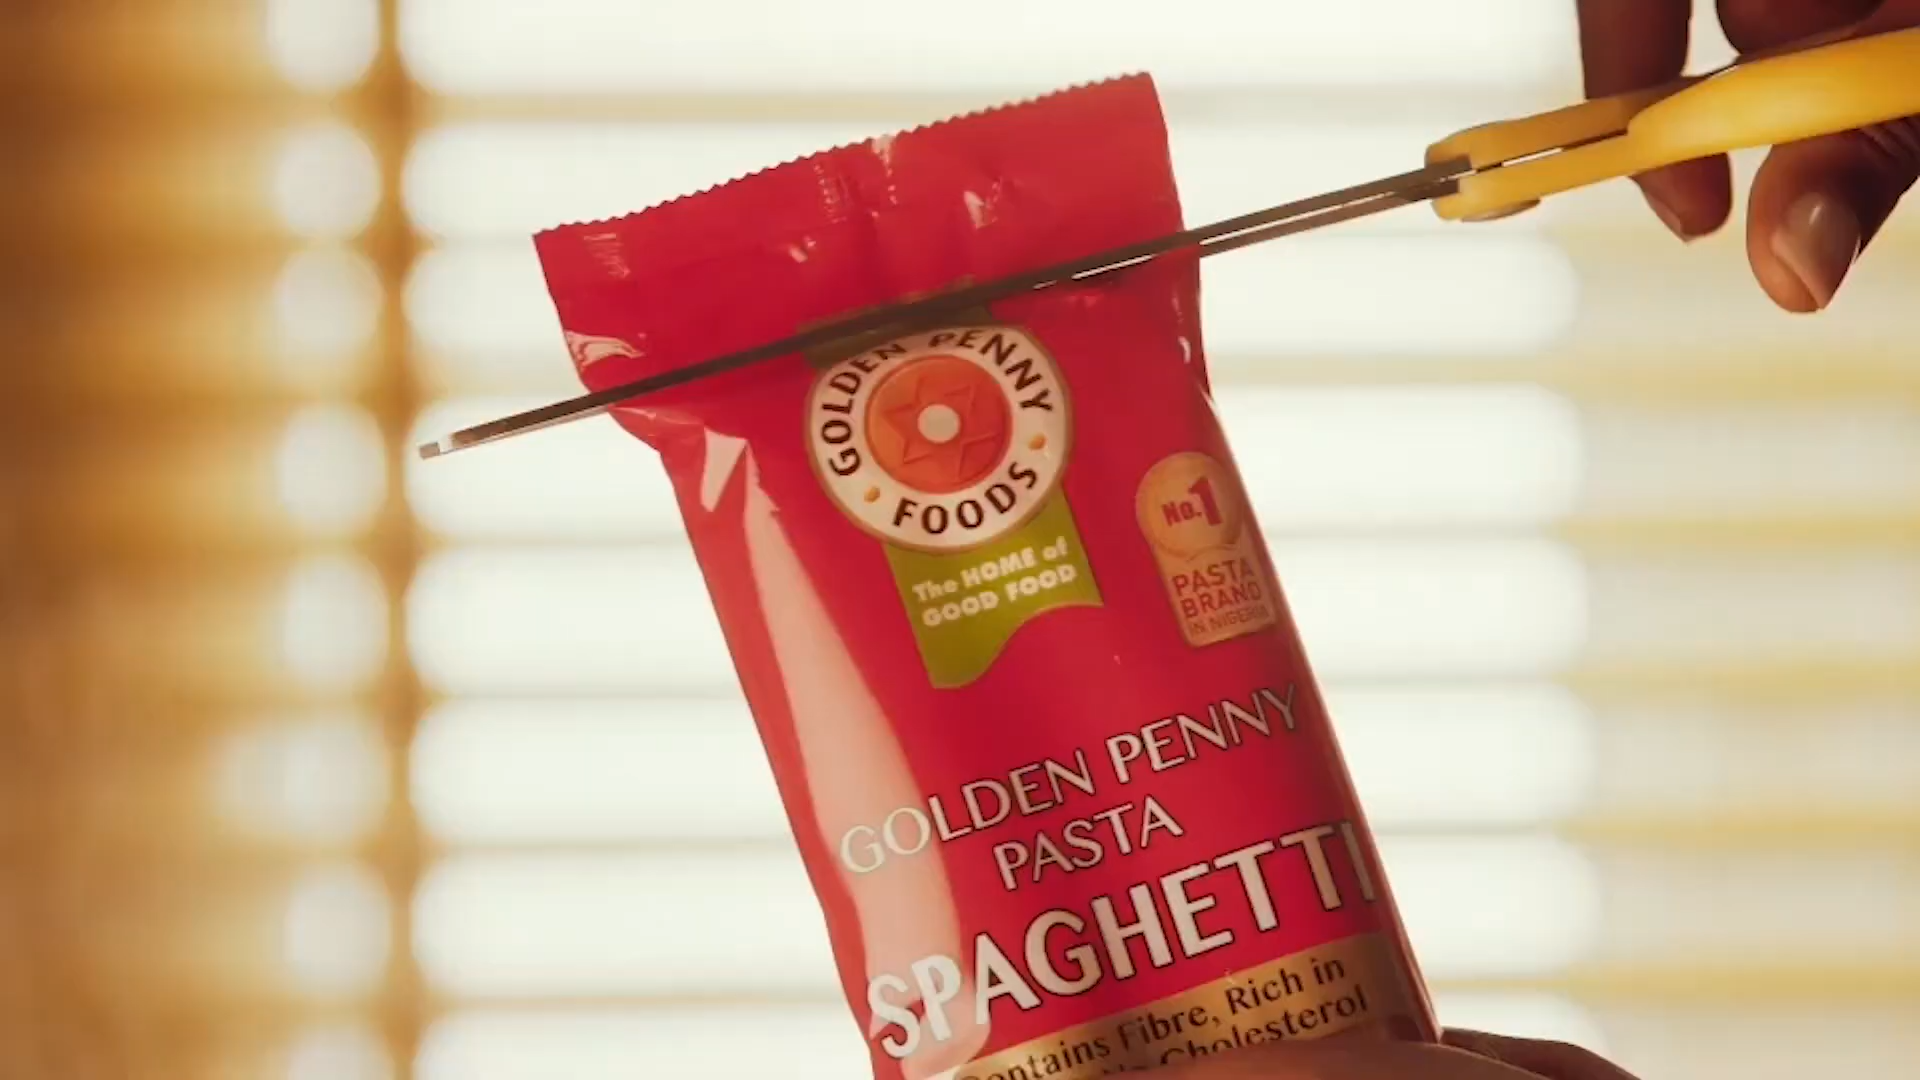 GOLDEN PENNY
FOODS
The HOME of
GOOD FOOD
No.1
PASTA
BRAND
IN NIGERIA
GOLDEN PENNY
PASTA
SPAGHETTI
Contains Fibre, Rich in
Cholesterol